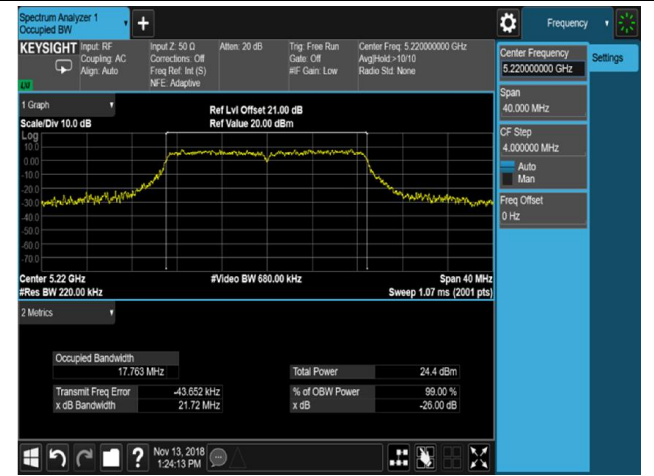 Spectrum Analyzer 1
Occupied BW
Frequency
KEYSIGHT
Input: RF
Coupling: AC
Align: Auto
Input Z: 50 Ω
Corrections: Off
Freq Ref: Int (S)
NFE: Adaptive
Atten: 20 dB
Trig: Free Run
Gate: Off
#IF Gain: Low
Center Freq: 5.220000000 GHz
Avg|Hold:>10/10
Radio Std: None
LXI
Center Frequency
5.220000000 GHz
Settings
Span
40.000 MHz
CF Step
4.000000 MHz
Auto
Man
Freq Offset
0 Hz
1 Graph
Scale/Div 10.0 dB
Ref Lvl Offset 21.00 dB
Ref Value 20.00 dBm
Log
10.0
0.00
-10.0
-20.0
-30.0
-40.0
-50.0
-60.0
-70.0
Center 5.22 GHz
#Video BW 680.00 kHz
Span 40 MHz
#Res BW 220.00 kHz
Sweep 1.07 ms (2001 pts)
2 Metrics
Occupied Bandwidth
17.763 MHz
Total Power 24.4 dBm
Transmit Freq Error -43.652 kHz
% of OBW Power 99.00 %
x dB Bandwidth 21.72 MHz
x dB -26.00 dB
?
Nov 13, 2018
1:24:13 PM